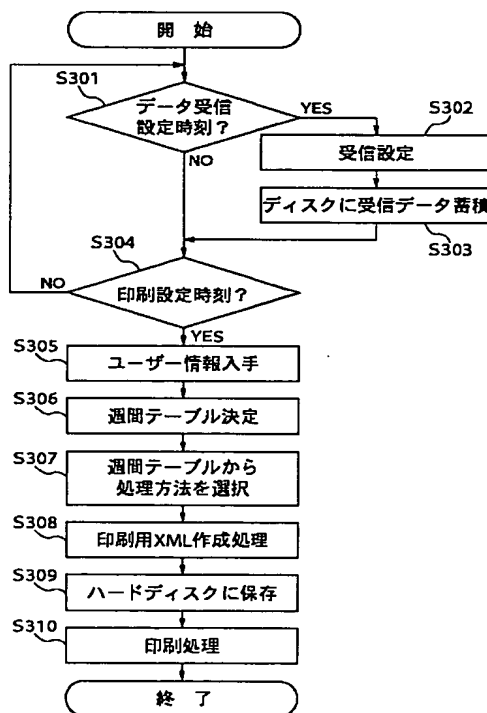 開 始
S301
データ受信
設定時刻？
YES
S302
受信設定
NO
ディスクに受信データ蓄積
S303
S304
NO
印刷設定時刻？
YES
S305
ユーザー情報入手
S306
週間テーブル決定
S307
週間テーブルから
処理方法を選択
S308
印刷用XML作成処理
S309
ハードディスクに保存
S310
印刷処理
終 了